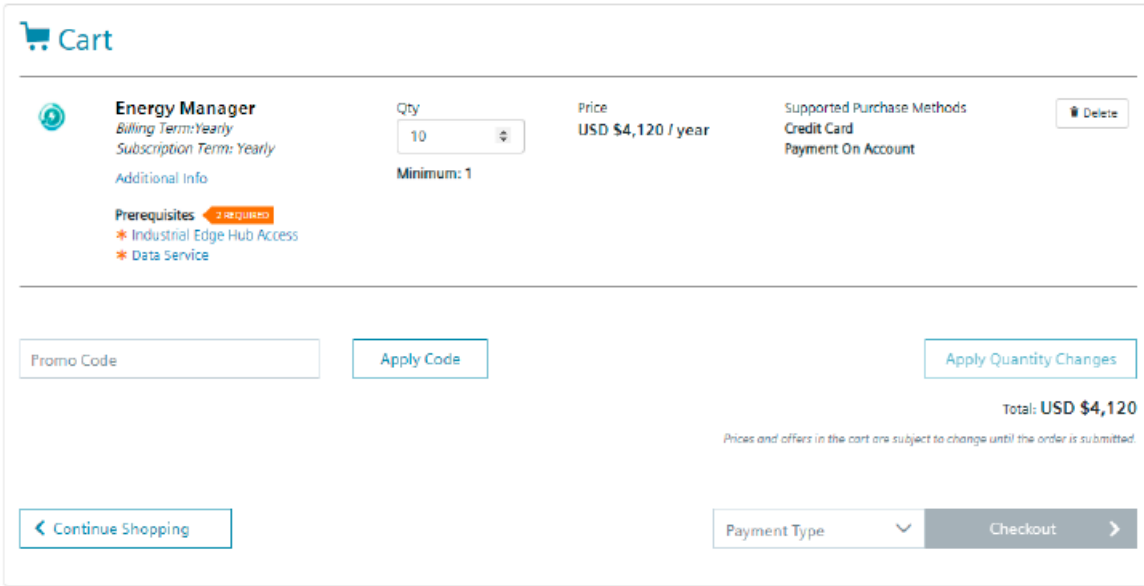 Cart
Energy Manager
Billing Term:Yearly
Subscription Term: Yearly
Additional Info
Prerequisites 2 REQUIRED
* Industrial Edge Hub Access
* Data Service
Qty
10
Minimum: 1
Price
USD $4,120 / year
Supported Purchase Methods
Credit Card
Payment On Account
Delete
Promo Code
Apply Code
Apply Quantity Changes
Total: USD $4,120
Prices and offers in the cart are subject to change until the order is submitted.
Continue Shopping
Payment Type
Checkout